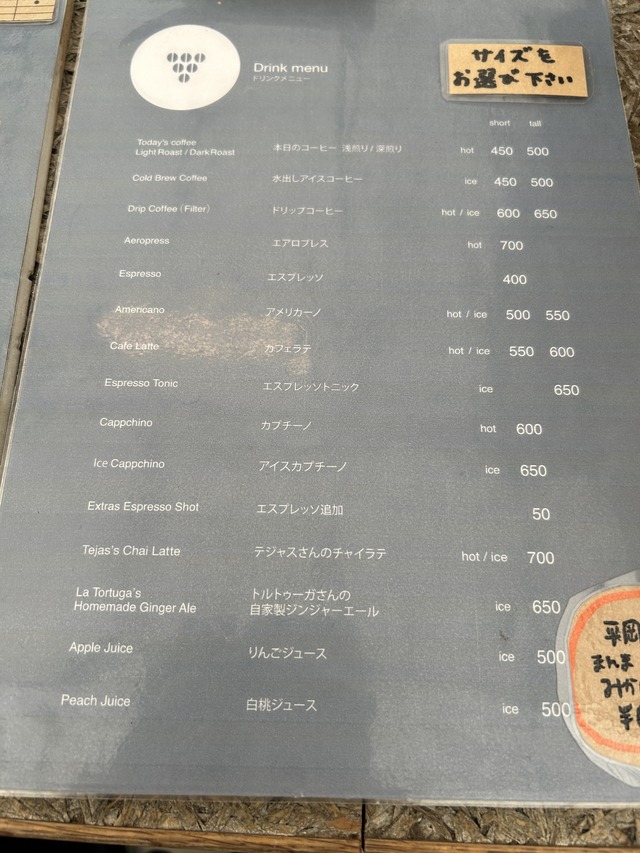 Drink menu
ドリンクメニュー
サイズを
お選び下さい
short tall
Today's coffee
Light Roast / Dark Roast 本日のコーヒー 浅煎り / 深煎り hot 450 500
Cold Brew Coffee 水出しアイスコーヒー ice 450 500
Drip Coffee (Filter) ドリップコーヒー hot / ice 600 650
Aeropress エアロプレス hot 700
Espresso エスプレッソ 400
Americano アメリカーノ hot / ice 500 550
Cafe Latte カフェラテ hot / ice 550 600
Espresso Tonic エスプレッソトニック ice 650
Cappchino カプチーノ hot 600
Ice Cappchino アイスカプチーノ ice 650
Extras Espresso Shot エスプレッソ追加 50
Tejas's Chai Latte テジャスさんのチャイラテ hot / ice 700
La Tortuga's トルトゥーガさんの
Homemade Ginger Ale 自家製ジンジャーエール ice 650
Apple Juice りんごジュース ice 500
Peach Juice 白桃ジュース ice 500
平岡
まんま
みか